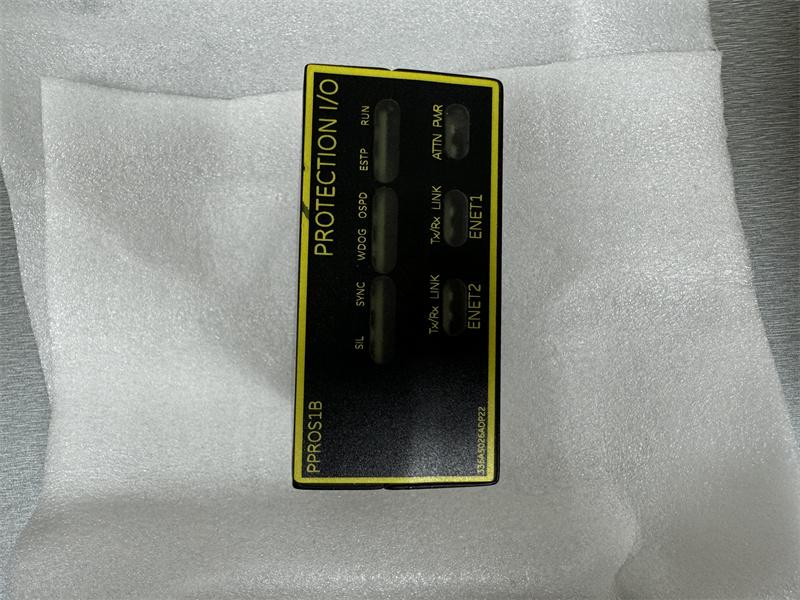 PROTECTION I/O
PPROS1B
RUN
ESTP
OSPD
WDOG
SYNC
SIL
PWR
ATTN
LINK
Tx/Rx
ENET1
LINK
Tx/Rx
ENET2
336A5026ADP22